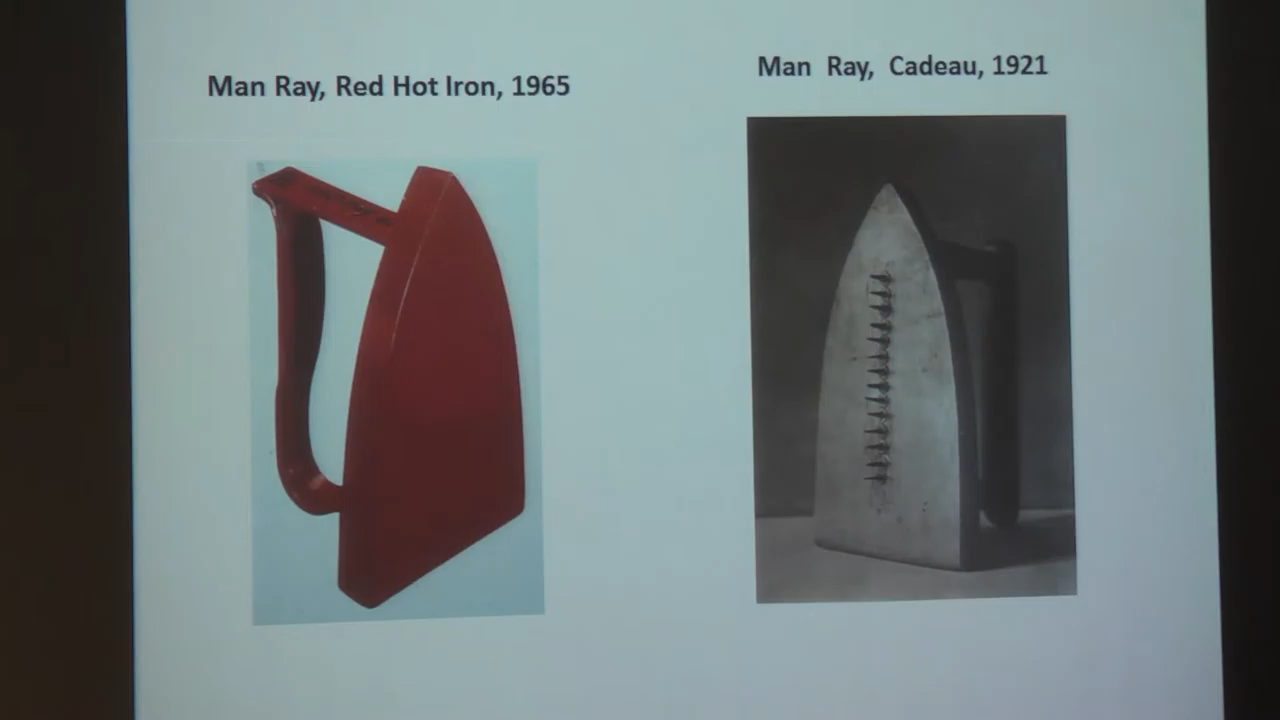 Man Ray, Red Hot Iron, 1965
Man Ray, Cadeau, 1921